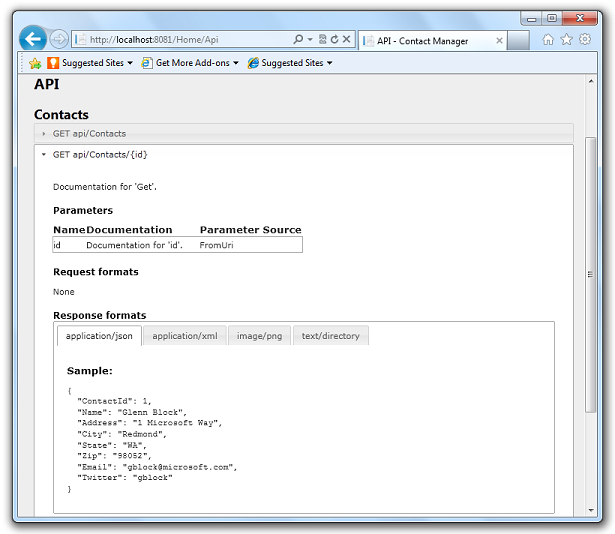 http://localhost:8081/Home/Api
API - Contact Manager
Suggested Sites
Get More Add-ons
Suggested Sites
API
Contacts
GET api/Contacts
GET api/Contacts/{id}
Documentation for 'Get'.
Parameters
Name Documentation Parameter Source
id Documentation for 'id'. FromUri
Request formats
None
Response formats
application/json application/xml image/png text/directory
Sample:
{
"ContactId": 1,
"Name": "Glenn Block",
"Address": "1 Microsoft Way",
"City": "Redmond",
"State": "WA",
"Zip": "98052",
"Email": "gblock@microsoft.com",
"Twitter": "gblock"
}